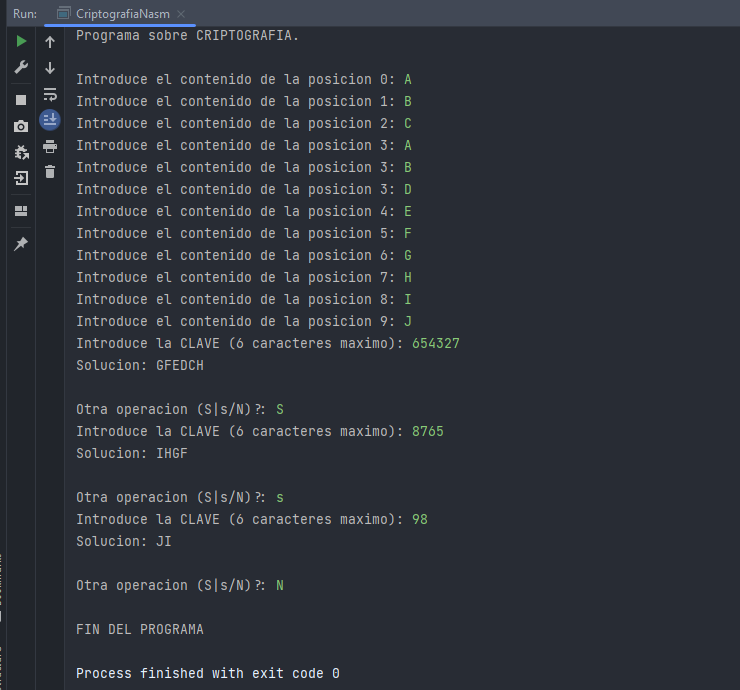 Run: CriptografiaNasm
Programa sobre CRIPTOGRAFIA.
Introduce el contenido de la posicion 0: A
Introduce el contenido de la posicion 1: B
Introduce el contenido de la posicion 2: C
Introduce el contenido de la posicion 3: A
Introduce el contenido de la posicion 3: B
Introduce el contenido de la posicion 3: D
Introduce el contenido de la posicion 4: E
Introduce el contenido de la posicion 5: F
Introduce el contenido de la posicion 6: G
Introduce el contenido de la posicion 7: H
Introduce el contenido de la posicion 8: I
Introduce el contenido de la posicion 9: J
Introduce la CLAVE (6 caracteres maximo): 654327
Solucion: GFEDCH
Otra operacion (S|s/N)?: S
Introduce la CLAVE (6 caracteres maximo): 8765
Solucion: IHGF
Otra operacion (S|s/N)?: s
Introduce la CLAVE (6 caracteres maximo): 98
Solucion: JI
Otra operacion (S|s/N)?: N
FIN DEL PROGRAMA
Process finished with exit code 0